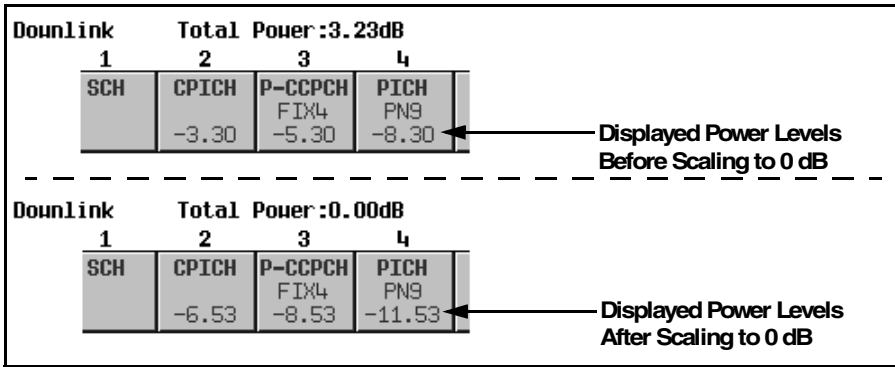 Downlink Total Power:3.23dB
1 2 3 4
SCH CPICH P-CCPCH PICH
FIX4 PN9
-3.30 -5.30 -8.30
Displayed Power Levels
Before Scaling to 0 dB
Downlink Total Power:0.00dB
1 2 3 4
SCH CPICH P-CCPCH PICH
FIX4 PN9
-6.53 -8.53 -11.53
Displayed Power Levels
After Scaling to 0 dB